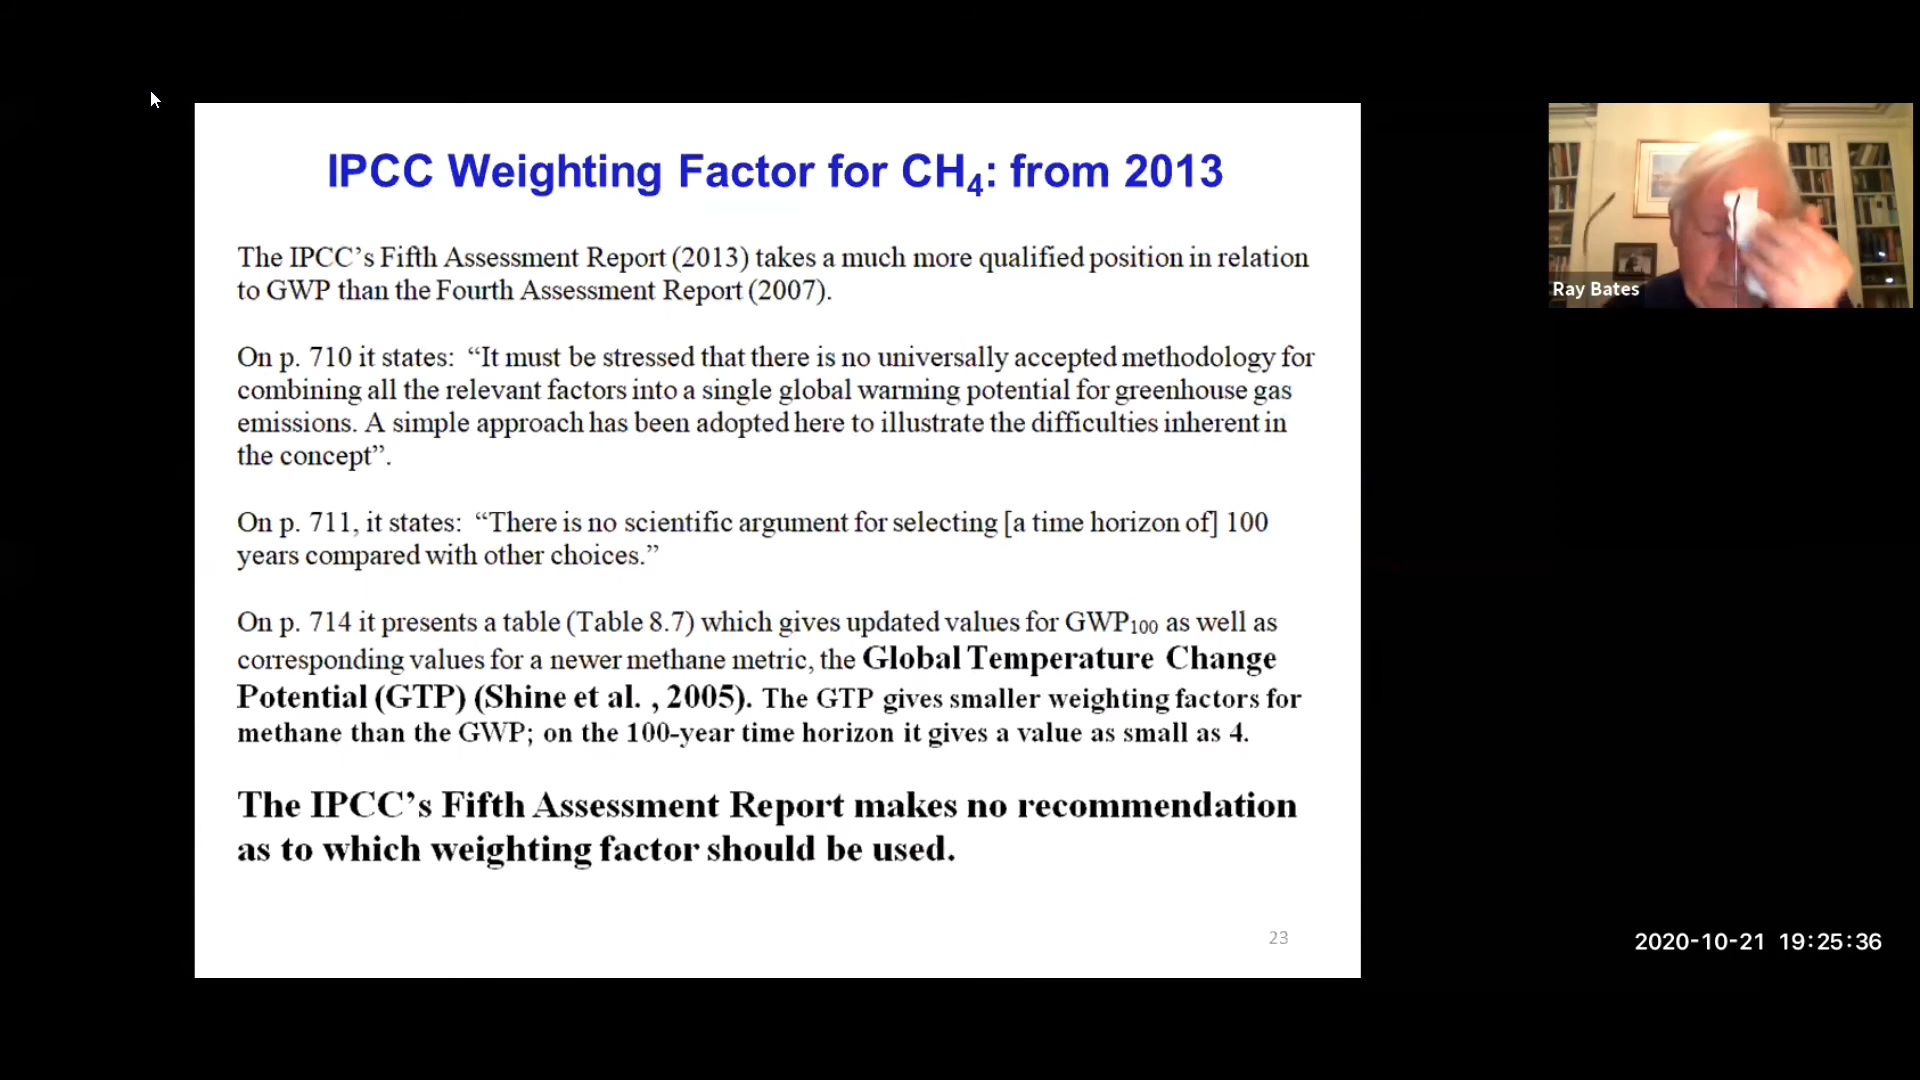 IPCC Weighting Factor for CH₄: from 2013
The IPCC’s Fifth Assessment Report (2013) takes a much more qualified position in relation
to GWP than the Fourth Assessment Report (2007).
On p. 710 it states: “It must be stressed that there is no universally accepted methodology for
combining all the relevant factors into a single global warming potential for greenhouse gas
emissions. A simple approach has been adopted here to illustrate the difficulties inherent in
the concept”.
On p. 711, it states: “There is no scientific argument for selecting [a time horizon of] 100
years compared with other choices.”
On p. 714 it presents a table (Table 8.7) which gives updated values for GWP₁₀₀ as well as
corresponding values for a newer methane metric, the Global Temperature Change
Potential (GTP) (Shine et al. , 2005). The GTP gives smaller weighting factors for
methane than the GWP; on the 100-year time horizon it gives a value as small as 4.
The IPCC’s Fifth Assessment Report makes no recommendation
as to which weighting factor should be used.
23
Ray Bates
2020-10-21 19:25:36